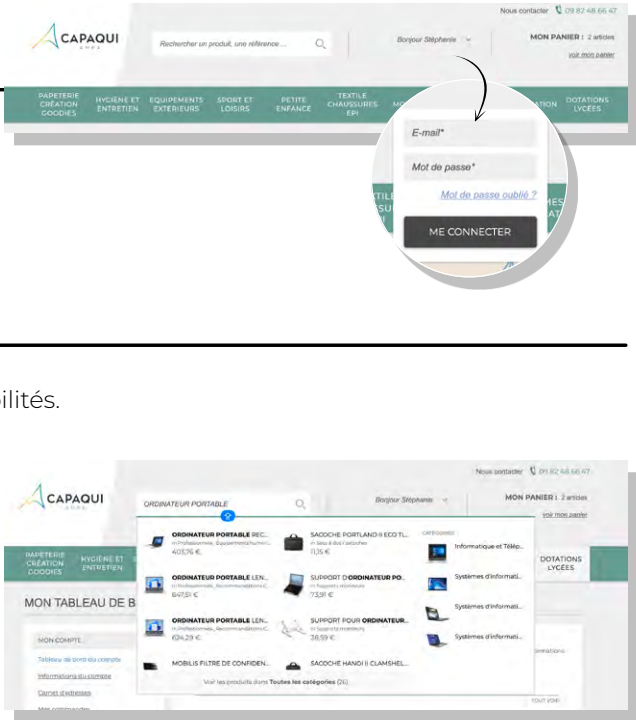 Nous contacter 09 82 48 66 47
CAPAQUI
Rechercher un produit, une référence ...
Bonjour Stéphanie
MON PANIER : 2 articles
voir mon panier
PAPETERIE CRÉATION GOODIES
HYGIÈNE ET ENTRETIEN
EQUIPEMENTS EXTERIEURS
SPORT ET LOISIRS
PETITE ENFANCE
TEXTILE CHAUSSURES EPI
DOTATIONS LYCÉES
E-mail*
Mot de passe*
Mot de passe oublié ?
ME CONNECTER
ilités.
Nous contacter 09 82 48 66 47
CAPAQUI
ORDINATEUR PORTABLE
Bonjour Stéphanie
MON PANIER : 2 articles
voir mon panier
PAPETERIE CRÉATION GOODIES
HYGIÈNE ET ENTRETIEN
DOTATIONS LYCÉES
ORDINATEUR PORTABLE REC...
403,76 €
SACOCHE PORTLAND II ECO TL...
11,15 €
CATÉGORIES
Informatique et Télép...
ORDINATEUR PORTABLE LEN...
647,51 €
SUPPORT D'ORDINATEUR PO...
73,91 €
Systèmes d'informati...
Systèmes d'informati...
ORDINATEUR PORTABLE LEN...
624,29 €
SUPPORT POUR ORDINATEUR...
38,59 €
Systèmes d'informati...
MOBILIS FILTRE DE CONFIDEN...
SACOCHE HANOI II CLAMSHEL...
Voir les produits dans Toutes les catégories (26)
MON TABLEAU DE B
MON COMPTE
Tableau de bord du compte
Informations du compte
Carnet d'adresses
Mes commandes
TOUT VOIR